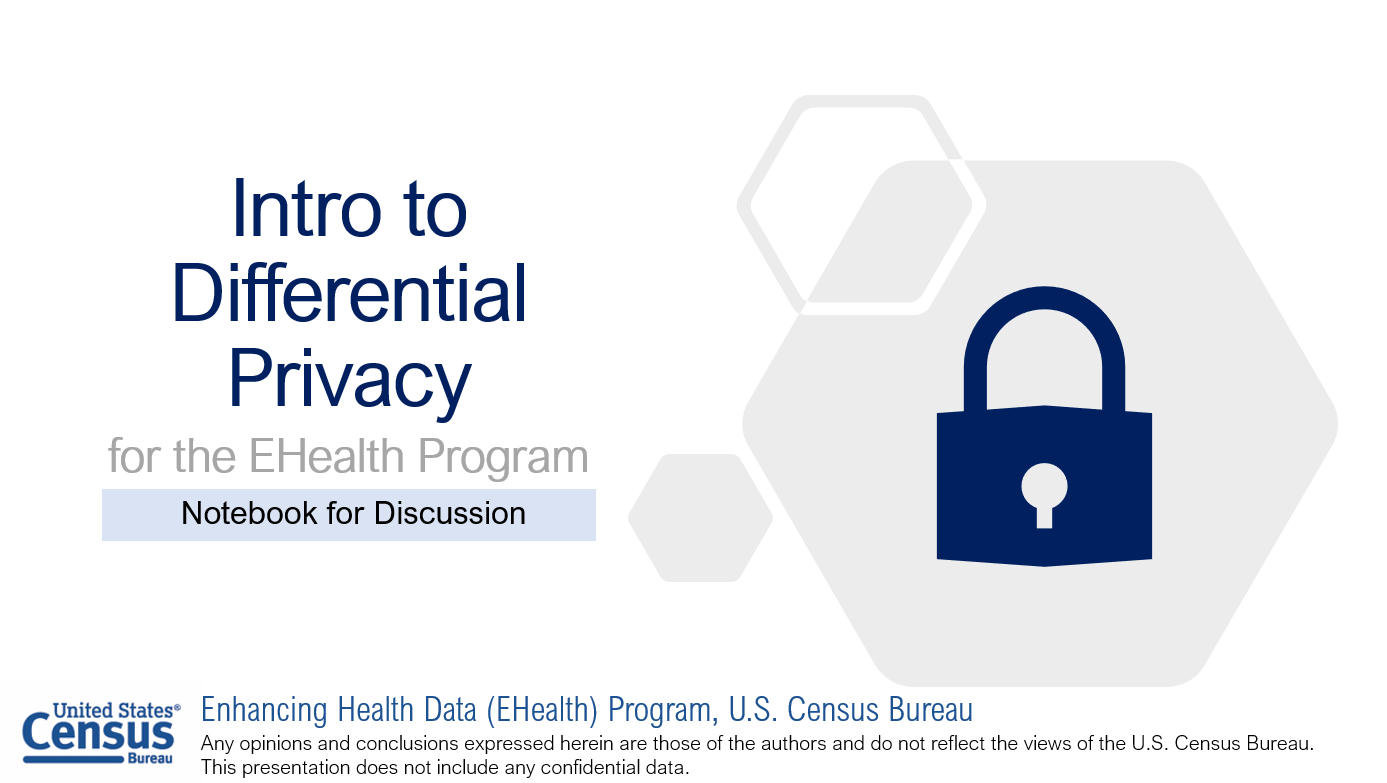 Intro to
Differential
Privacy
for the EHealth Program
Notebook for Discussion
United States®
Census
Bureau
Enhancing Health Data (EHealth) Program, U.S. Census Bureau
Any opinions and conclusions expressed herein are those of the authors and do not reflect the views of the U.S. Census Bureau.
This presentation does not include any confidential data.